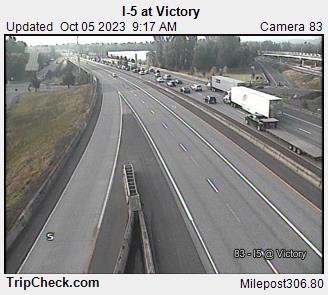 I-5 at Victory
Updated Oct 05 2023 9:17 AM Camera 83
S
83 - I5 @ Victory
TripCheck.com Milepost306.80